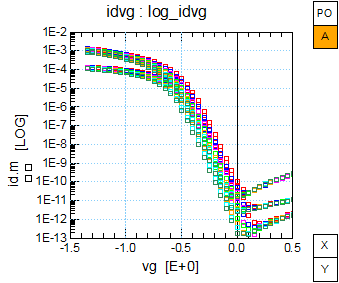 idvg : log_idvg
PO
A
1E-2
1E-3
1E-4
1E-5
1E-6
1E-7
1E-8
1E-9
1E-10
1E-11
1E-12
1E-13
id.m [LOG]
-1.5 -1.0 -0.5 0.0 0.5
vg [E+0]
X
Y